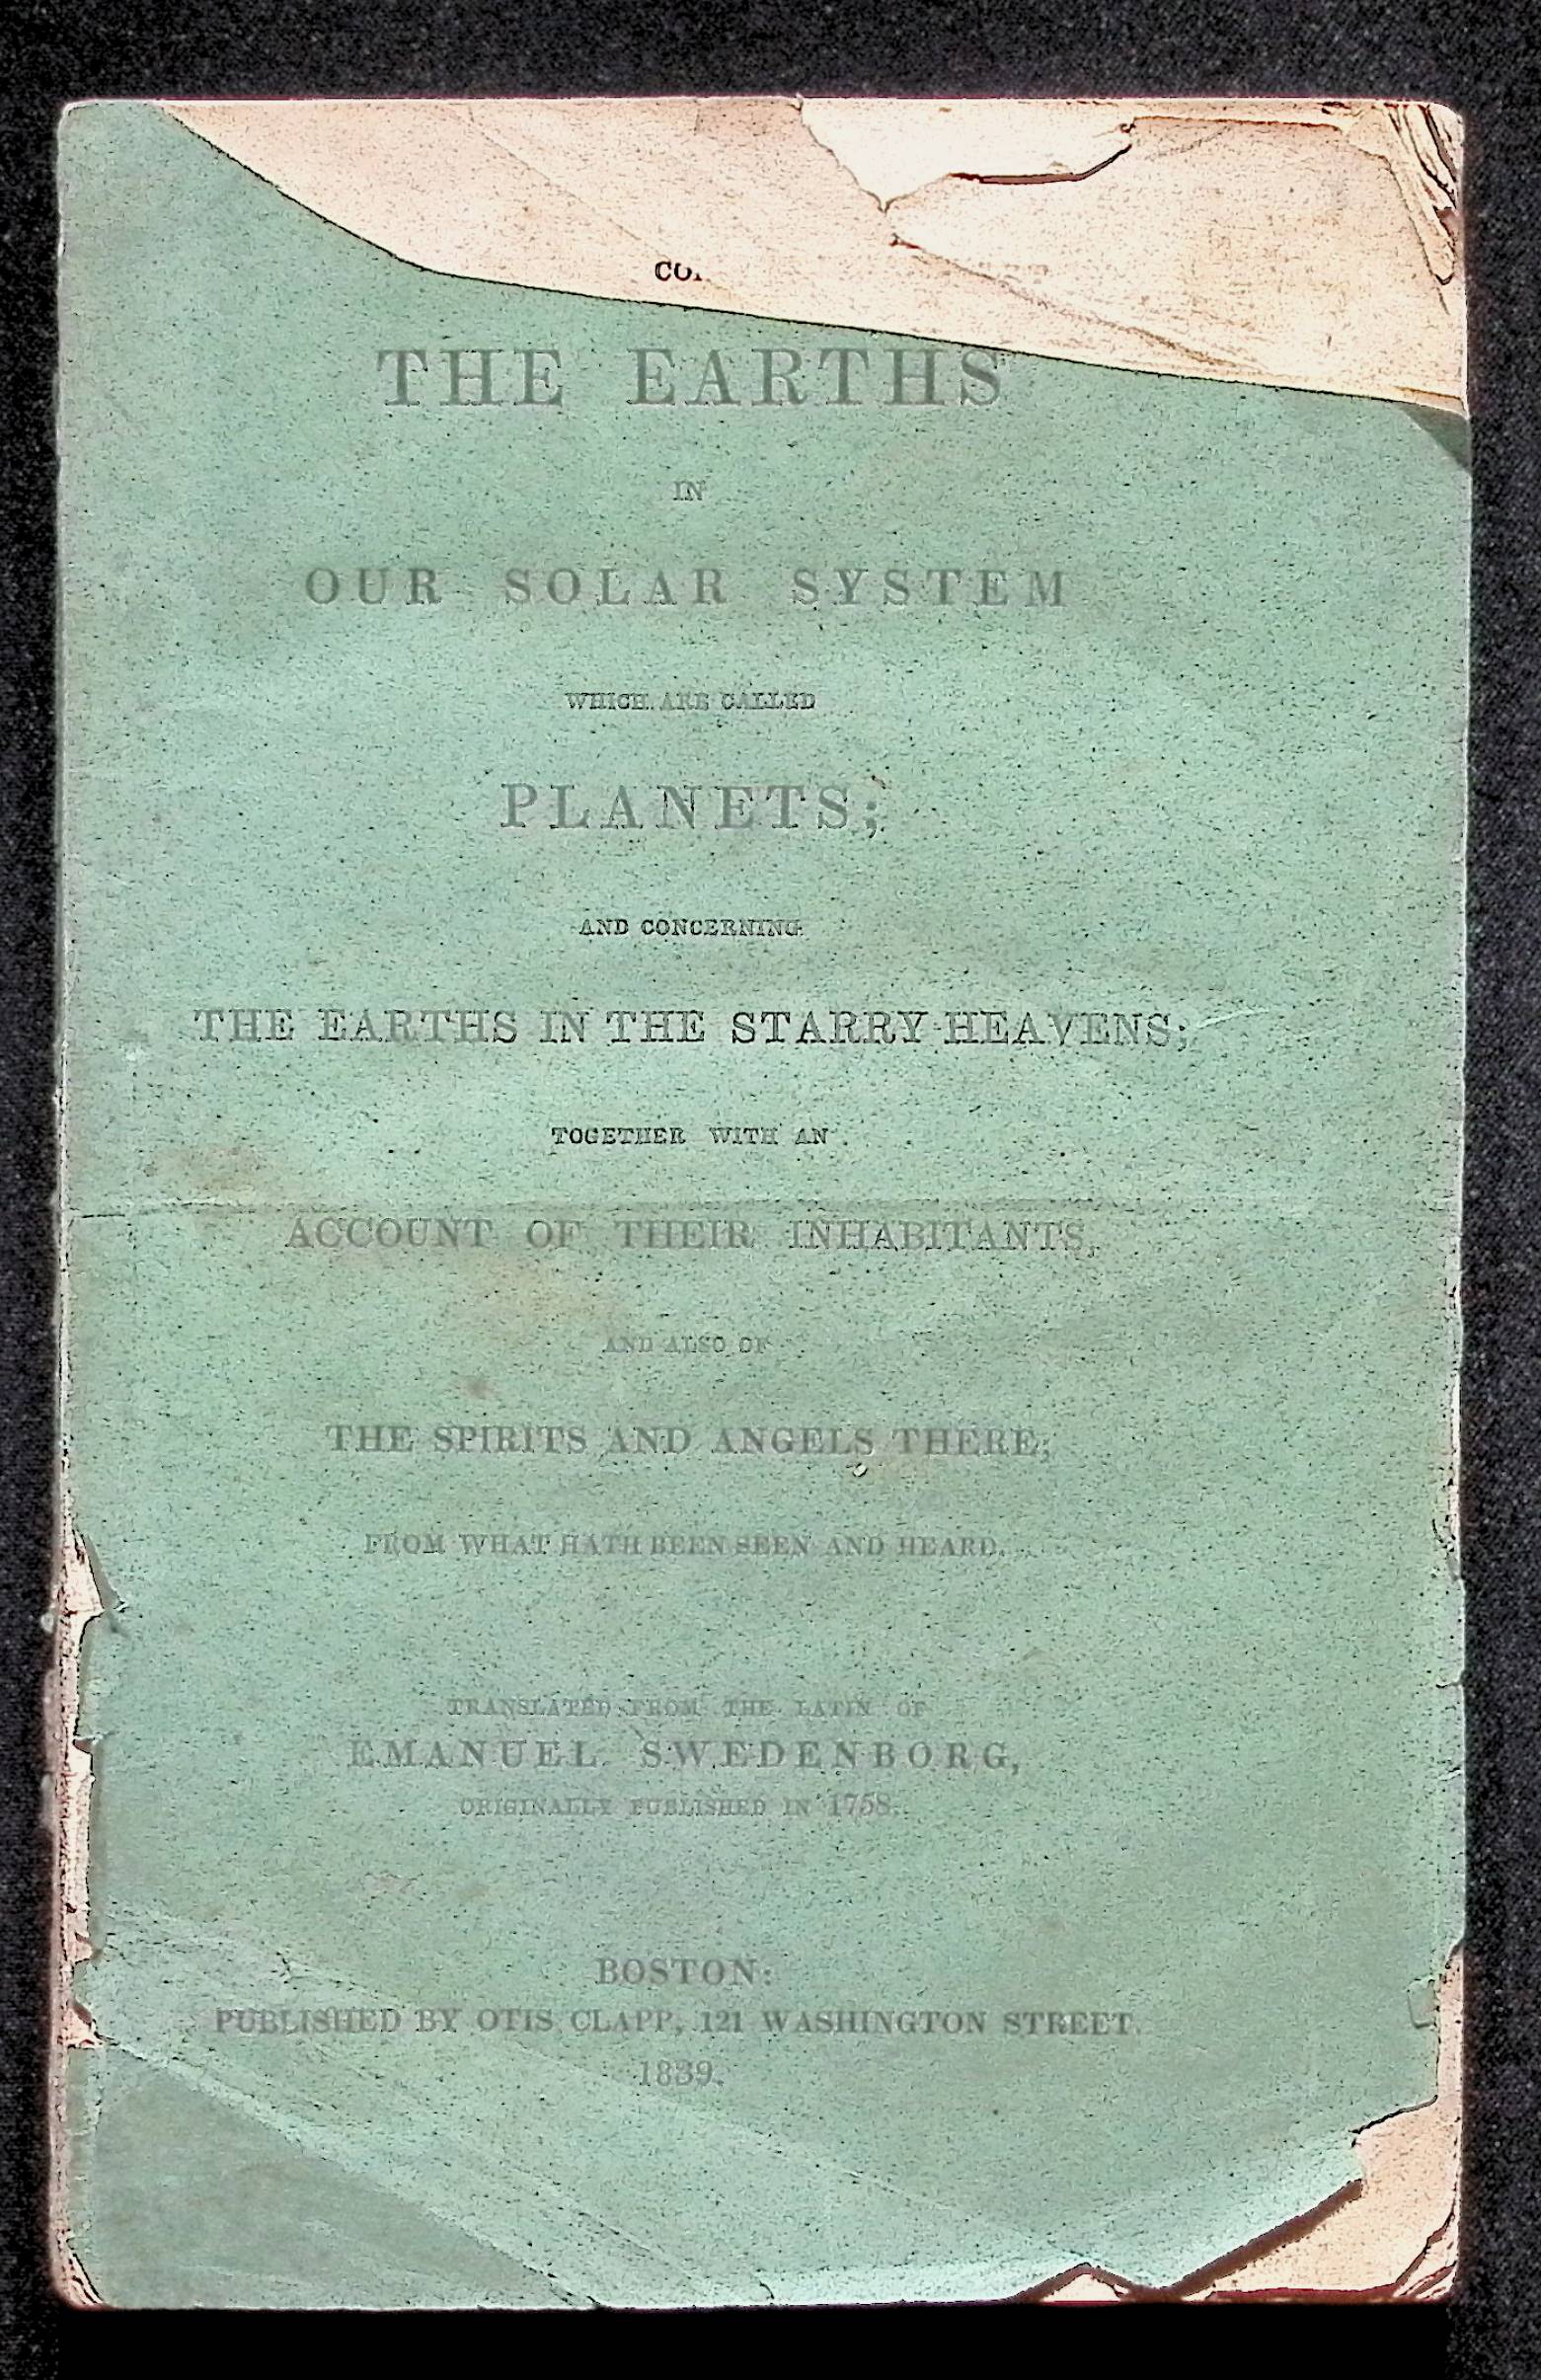 THE EARTHS
IN
OUR SOLAR SYSTEM
WHICH ARE CALLED
PLANETS;
AND CONCERNING
THE EARTHS IN THE STARRY HEAVENS;
TOGETHER WITH AN
ACCOUNT OF THEIR INHABITANTS,
AND ALSO OF
THE SPIRITS AND ANGELS THERE;
FROM WHAT HATH BEEN SEEN AND HEARD.
TRANSLATED FROM THE LATIN OF
EMANUEL SWEDENBORG,
ORIGINALLY PUBLISHED IN 1758.
BOSTON:
PUBLISHED BY OTIS CLAPP, 121 WASHINGTON STREET.
1839.